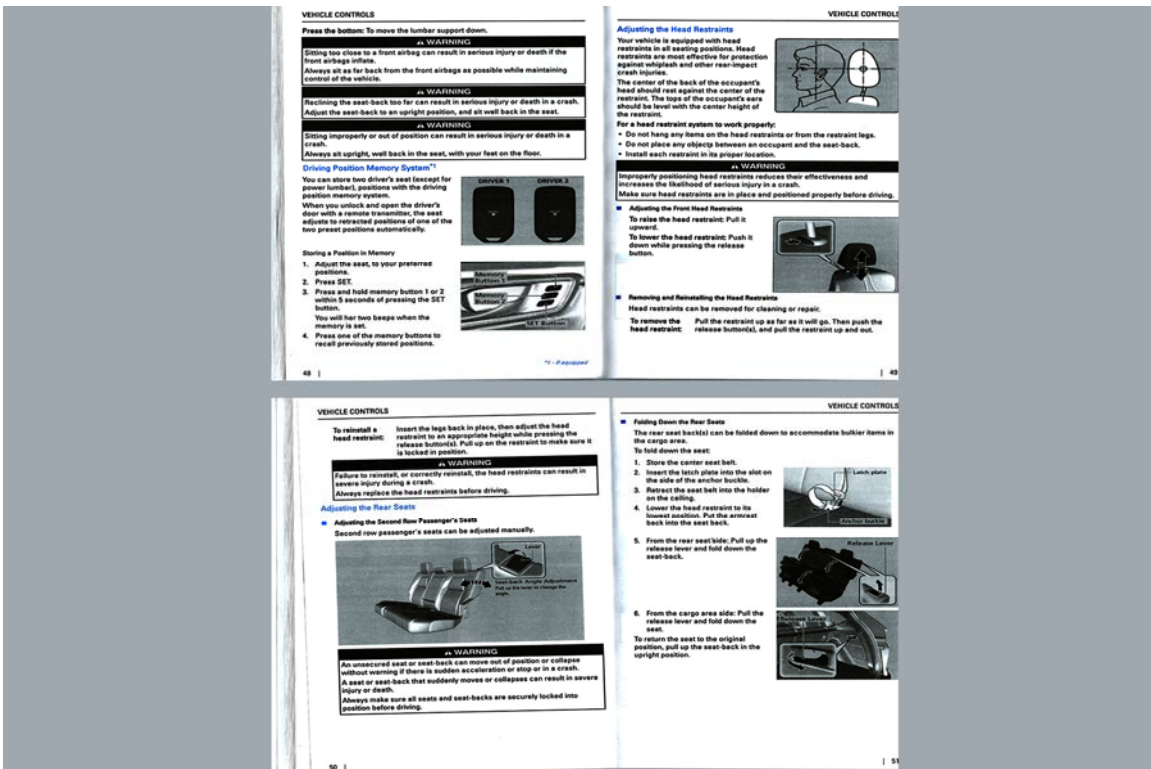 VEHICLE CONTROLS
Press the bottom: To move the lumbar support down.
WARNING
Sitting too close to a front airbag can result in serious injury or death if the
front airbags inflate.
Always sit as far back from the front airbags as possible while maintaining
control of the vehicle.
WARNING
Reclining the seat-back too far can result in serious injury or death in a crash.
Adjust the seat-back to an upright position, and sit well back in the seat.
WARNING
Sitting improperly or out of position can result in serious injury or death in a
crash.
Always sit upright, well back in the seat, with your feet on the floor.
Driving Position Memory System*1
You can store two driver's seat (except for
power lumbar), positions with the driving
position memory system.
When you unlock and open the driver's
door with a remote transmitter, the seat
adjusts to retracted positions of one of the
two preset positions automatically.
DRIVER 1
DRIVER 2
Storing a Position in Memory
1. Adjust the seat, to your preferred
positions.
2. Press SET.
3. Press and hold memory button 1 or 2
within 5 seconds of pressing the SET
button.
You will her two beeps when the
memory is set.
4. Press one of the memory buttons to
recall previously stored positions.
Memory
Button 1
Memory
Button 2
SET Button
*1 - If equipped
48 |
VEHICLE CONTROLS
Adjusting the Head Restraints
Your vehicle is equipped with head
restraints in all seating positions. Head
restraints are most effective for protection
against whiplash and other rear-impact
crash injuries.
The center of the back of the occupant's
head should rest against the center of the
restraint. The tops of the occupant's ears
should be level with the center height of
the restraint.
For a head restraint system to work properly:
• Do not hang any items on the head restraints or from the restraint legs.
• Do not place any objects between an occupant and the seat-back.
• Install each restraint in its proper location.
WARNING
Improperly positioning head restraints reduces their effectiveness and
increases the likelihood of serious injury in a crash.
Make sure head restraints are in place and positioned properly before driving.
Adjusting the Front Head Restraints
To raise the head restraint: Pull it
upward.
To lower the head restraint: Push it
down while pressing the release
button.
Removing and Reinstalling the Head Restraints
Head restraints can be removed for cleaning or repair.
To remove the head restraint: Pull the restraint up as far as it will go. Then push the
release button(s), and pull the restraint up and out.
| 49
VEHICLE CONTROLS
To reinstall a head restraint: Insert the legs back in place, then adjust the head
restraint to an appropriate height while pressing the
release button(s). Pull up on the restraint to make sure it
is locked in position.
WARNING
Failure to reinstall, or correctly reinstall, the head restraints can result in
severe injury during a crash.
Always replace the head restraints before driving.
Adjusting the Rear Seats
Adjusting the Second Row Passenger's Seats
Second row passenger's seats can be adjusted manually.
Lever
Seat-back Angle Adjustment
Pull up the lever to change the
angle.
WARNING
An unsecured seat or seat-back can move out of position or collapse
without warning if there is sudden acceleration or stop or in a crash.
A seat or seat-back that suddenly moves or collapses can result in severe
injury or death.
Always make sure all seats and seat-backs are securely locked into
position before driving.
50 |
VEHICLE CONTROLS
Folding Down the Rear Seats
The rear seat back(s) can be folded down to accommodate bulkier items in
the cargo area.
To fold down the seat:
1. Store the center seat belt.
2. Insert the latch plate into the slot on
the side of the anchor buckle.
3. Retrect the seat belt into the holder
on the ceiling.
4. Lower the head restraint to its
lowest position. Put the armrest
back into the seat back.
Latch plate
Anchor buckle
5. From the rear seat side: Pull up the
release lever and fold down the
seat-back.
Release Lever
6. From the cargo area side: Pull the
release lever and fold down the
seat.
To return the seat to the original
position, pull up the seat-back in the
upright position.
Release Lever
| 51